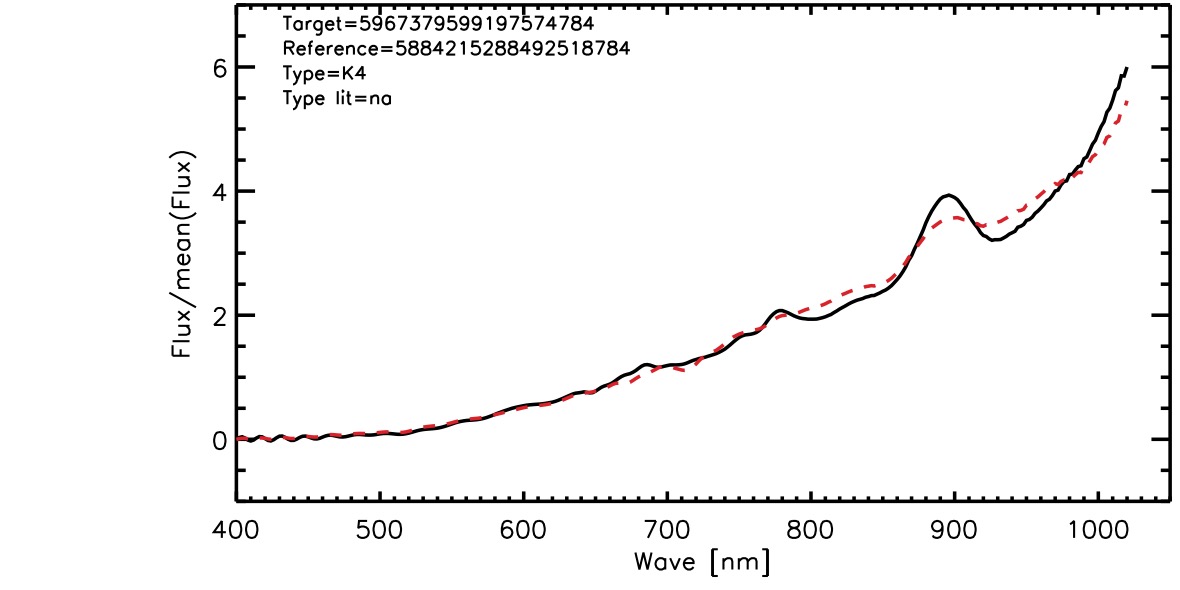 Target=5967379599197574784
Reference=5884215288492518784
Type=K4
Type lit=na
6
4
2
0
Flux/mean(Flux)
400 500 600 700 800 900 1000
Wave [nm]